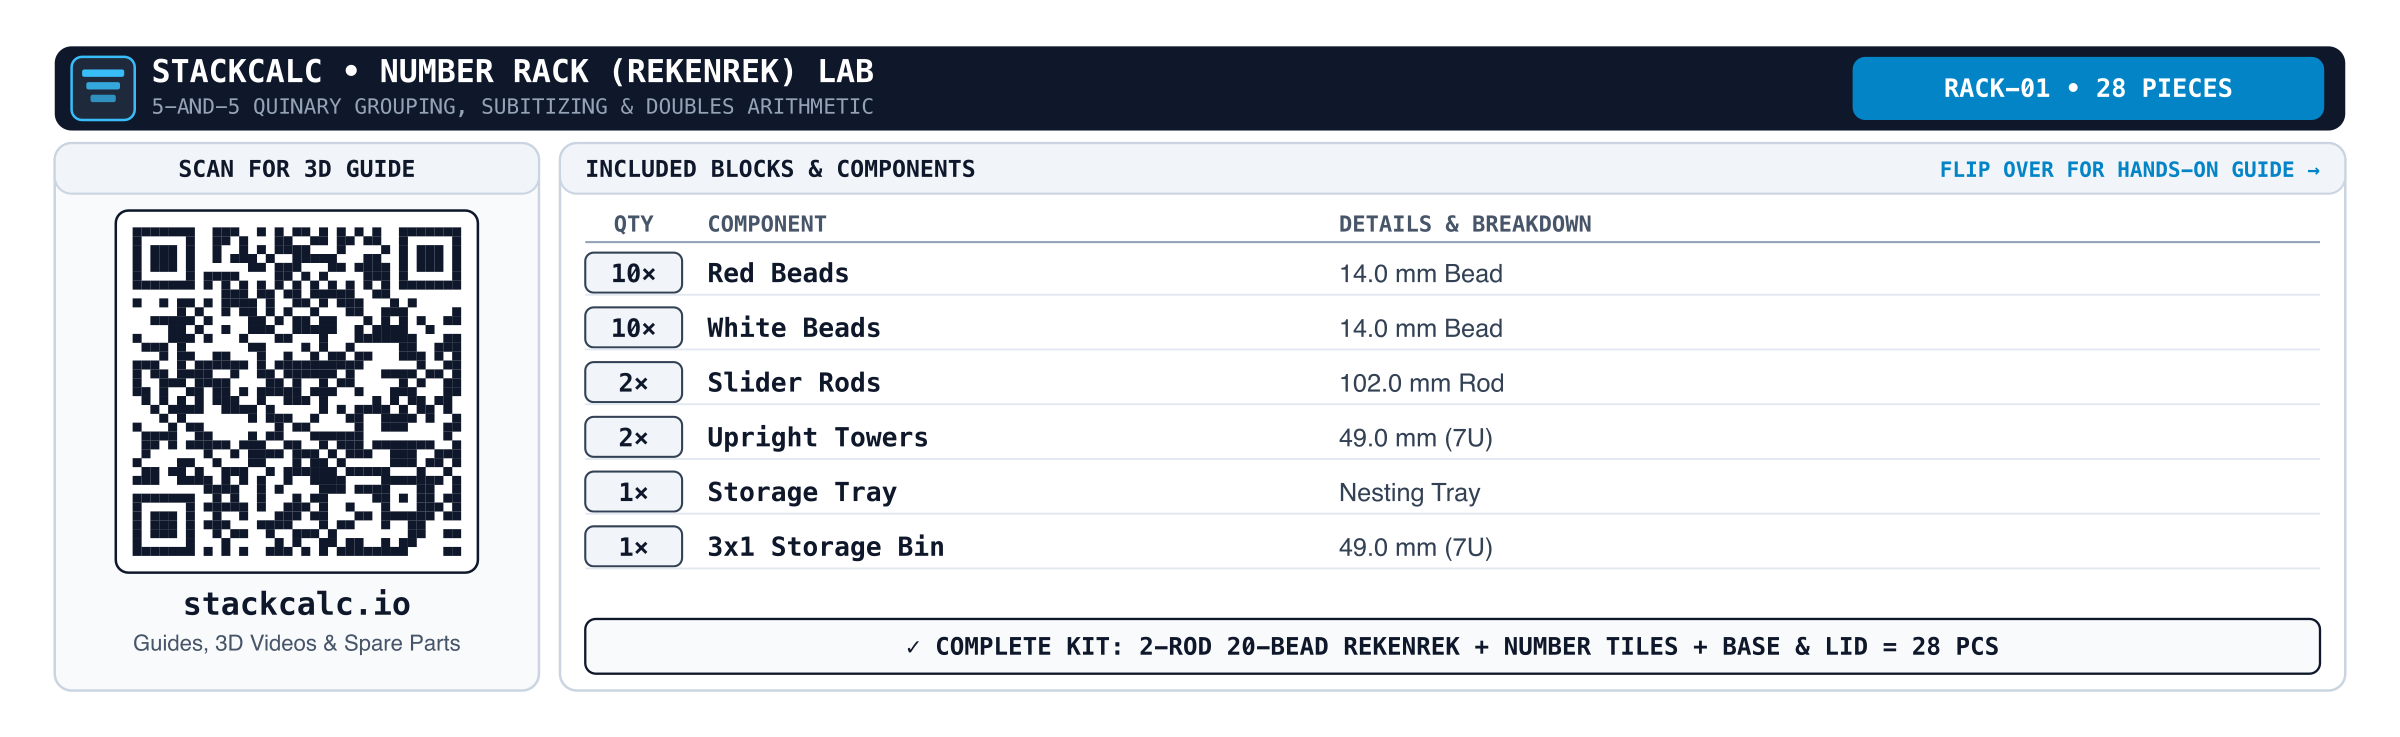 STACKCALC • NUMBER RACK (REKENREK) LAB
5–AND–5 QUINARY GROUPING, SUBITIZING & DOUBLES ARITHMETIC
RACK–01 • 28 PIECES
SCAN FOR 3D GUIDE
stackcalc.io
Guides, 3D Videos & Spare Parts
INCLUDED BLOCKS & COMPONENTS
FLIP OVER FOR HANDS–ON GUIDE →
QTY COMPONENT DETAILS & BREAKDOWN
10× Red Beads 14.0 mm Bead
10× White Beads 14.0 mm Bead
2× Slider Rods 102.0 mm Rod
2× Upright Towers 49.0 mm (7U)
1× Storage Tray Nesting Tray
1× 3x1 Storage Bin 49.0 mm (7U)
✓ COMPLETE KIT: 2–ROD 20–BEAD REKENREK + NUMBER TILES + BASE & LID = 28 PCS